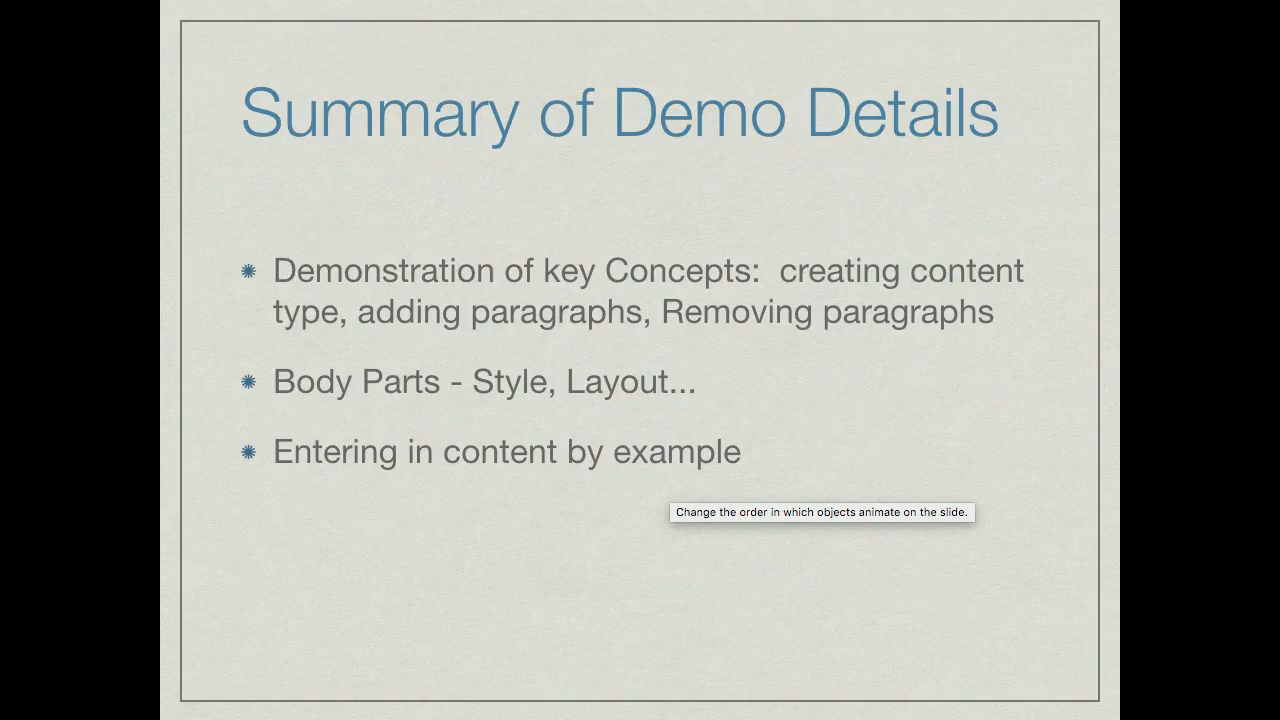 Summary of Demo Details
Demonstration of key Concepts:  creating content
type, adding paragraphs, Removing paragraphs
Body Parts - Style, Layout...
Entering in content by example
Change the order in which objects animate on the slide.